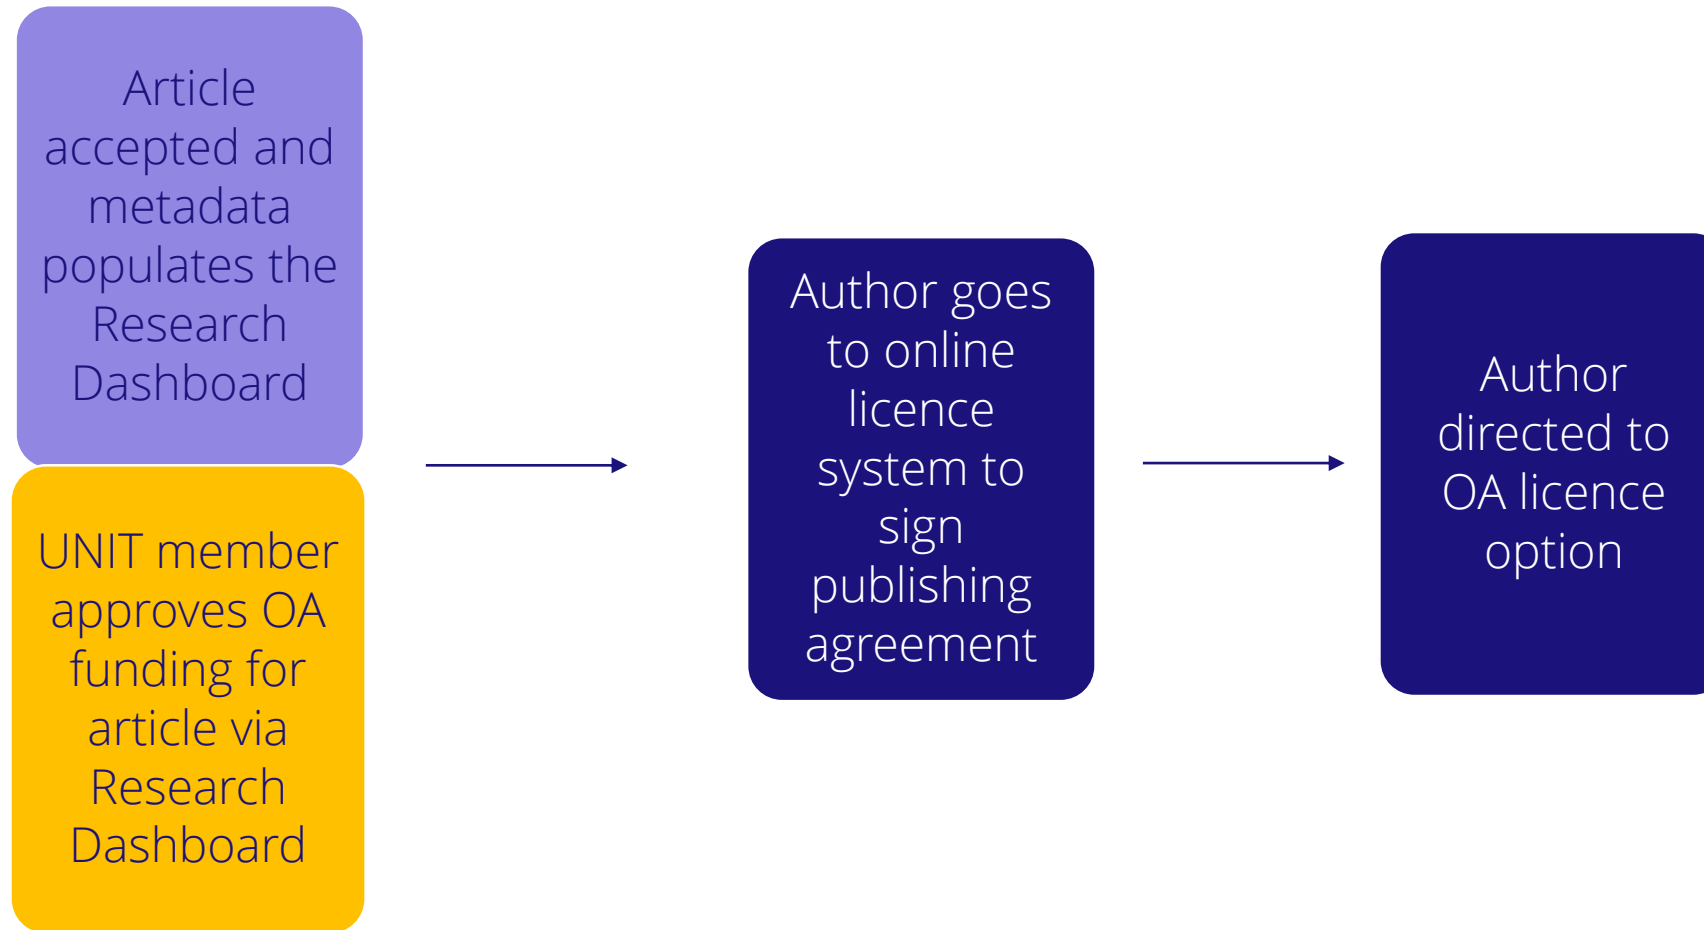 Article
accepted and
metadata
populates the
Research
Dashboard
UNIT member
approves OA
funding for
article via
Research
Dashboard
Author goes
to online
licence
system to
sign
publishing
agreement
Author
directed to
OA licence
option